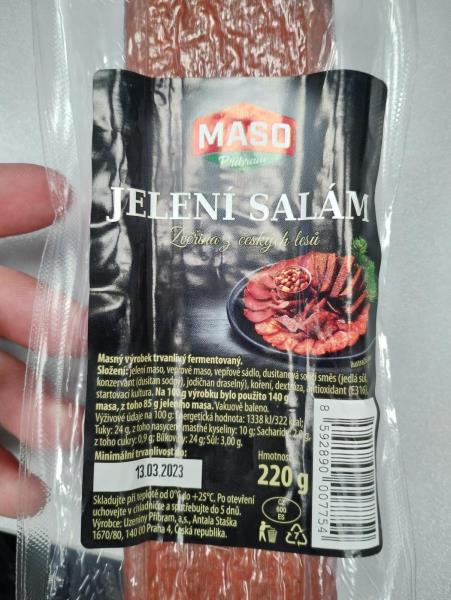 MASO
Příbram
JELENÍ SALÁM
Zvěřina z českých lesů
Masný výrobek trvanlivý fermentovaný.
Složení: jelení maso, vepřové maso, vepřové sádlo, dusitanová solicí směs (jedlá sůl,
konzervant (dusitan sodný), jodičnan draselný), koření, dextróza, antioxidant (E316),
startovací kultura. Na 100 g výrobku bylo použito 140 g
masa, z toho 85 g jeleního masa. Vakuově baleno.
Výživové údaje na 100 g: Energetická hodnota: 1338 kJ/322 kcal;
Tuky: 24 g, z toho nasycené mastné kyseliny: 10 g; Sacharidy:
z toho cukry: 0,9 g; Bílkoviny: 24 g; Sůl: 3,00 g.
Minimální trvanlivost do:
13.03.2023
Hmotnost
220 g
Skladujte při teplotě od 0°C do +25°C. Po otevření
uchovejte v chladničce a spotřebujte do 5 dnů.
Výrobce: Uzeniny Příbram, a.s., Antala Staška
1670/80, 140 00 Praha 4, Česká republika.
CZ
600
ES
7
8 592890 007754